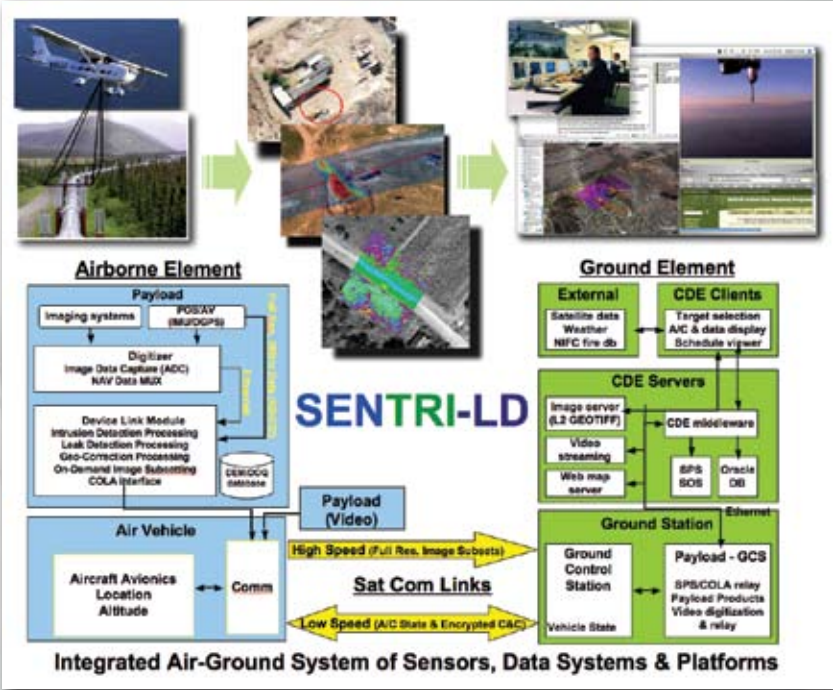 Airborne Element
Payload
Imaging systems
POS/AV
(IMU/DGPS)
Digitizer
Image Data Capture (ADC)
NAV Data MUX
Ethernet
Device Link Module
Intrusion Detection Processing
Leak Detection Processing
Geo-Correction Processing
On-Demand Image Subsetting
COLA Interface
DEM/DOQ
database
Payload
(Video)
Air Vehicle
Aircraft Avionics
Location
Altitude
Comm
SENTRI-LD
High Speed (Full Res. Image Subsets)
Sat Com Links
Low Speed (A/C State & Encrypted C&C)
Ground Element
External
Satellite data
Weather
NIFC fire db
CDE Clients
Target selection
A/C & data display
Schedule viewer
CDE Servers
Image server
(L2 GEOTIFF)
Video
streaming
Web map
server
CDE middleware
SPS
SOS
Oracle
DB
Ethernet
Ground Station
Ground
Control
Station
Vehicle State
Payload - GCS
SPS/COLA relay
Payload Products
Video digitization
& relay
Integrated Air-Ground System of Sensors, Data Systems & Platforms